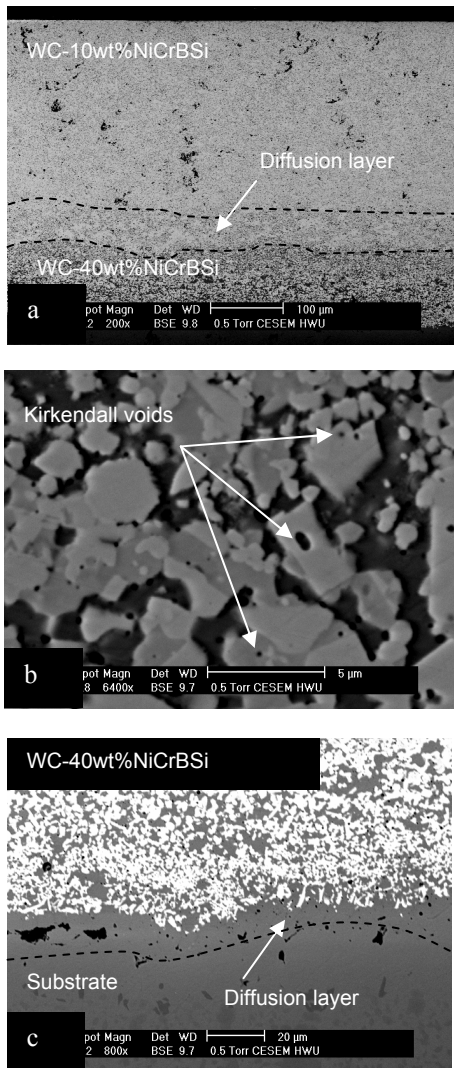 WC-10wt%NiCrBSi
Diffusion layer
WC-40wt%NiCrBSi
a
pot Magn Det WD 100 µm
2 200x BSE 9.8 0.5 Torr CESEM HWU
Kirkendall voids
b
pot Magn Det WD 5 µm
8 6400x BSE 9.7 0.5 Torr CESEM HWU
WC-40wt%NiCrBSi
Substrate
Diffusion layer
c
pot Magn Det WD 20 µm
2 800x BSE 9.7 0.5 Torr CESEM HWU